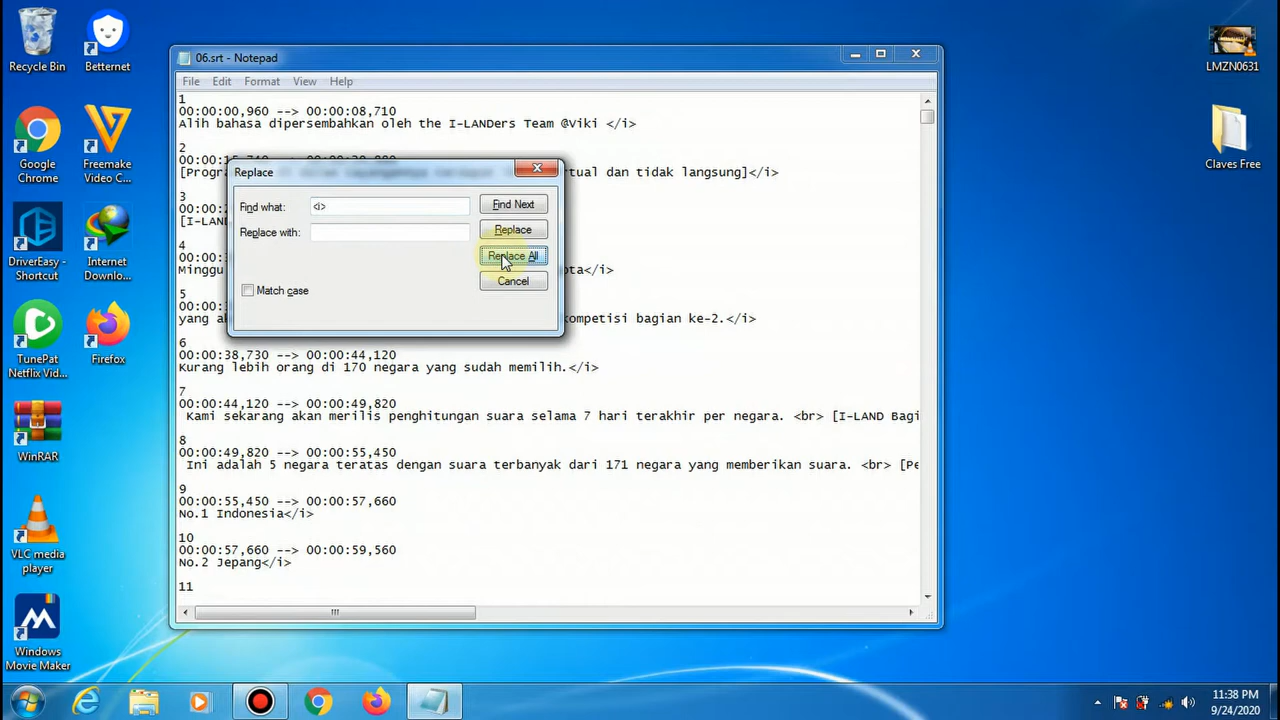 Recycle Bin
Betternet
Google Chrome
Freemake Video C...
DriverEasy - Shortcut
Internet Downlo...
TunePat Netflix Vid...
Firefox
WinRAR
VLC media player
Windows Movie Maker
LMZN0631
Claves Free
06.srt - Notepad
File Edit Format View Help
1
00:00:00,960 --> 00:00:08,710
Alih bahasa dipersembahkan oleh the I-LANDers Team @Viki </i>
2
[Progra
tual dan tidak langsung]</i>
3
[I-LAN
4
Minggu
ta</i>
5
yang a
kompetisi bagian ke-2.</i>
6
00:00:38,730 --> 00:00:44,120
Kurang lebih orang di 170 negara yang sudah memilih.</i>
7
00:00:44,120 --> 00:00:49,820
Kami sekarang akan merilis penghitungan suara selama 7 hari terakhir per negara. <br> [I-LAND Bagi
8
00:00:49,820 --> 00:00:55,450
Ini adalah 5 negara teratas dengan suara terbanyak dari 171 negara yang memberikan suara. <br> [Pe
9
00:00:55,450 --> 00:00:57,660
No.1 Indonesia</i>
10
00:00:57,660 --> 00:00:59,560
No.2 Jepang</i>
11
Replace
Find what: <i> Find Next
Replace with: Replace
Replace All
Match case Cancel
11:38 PM
9/24/2020